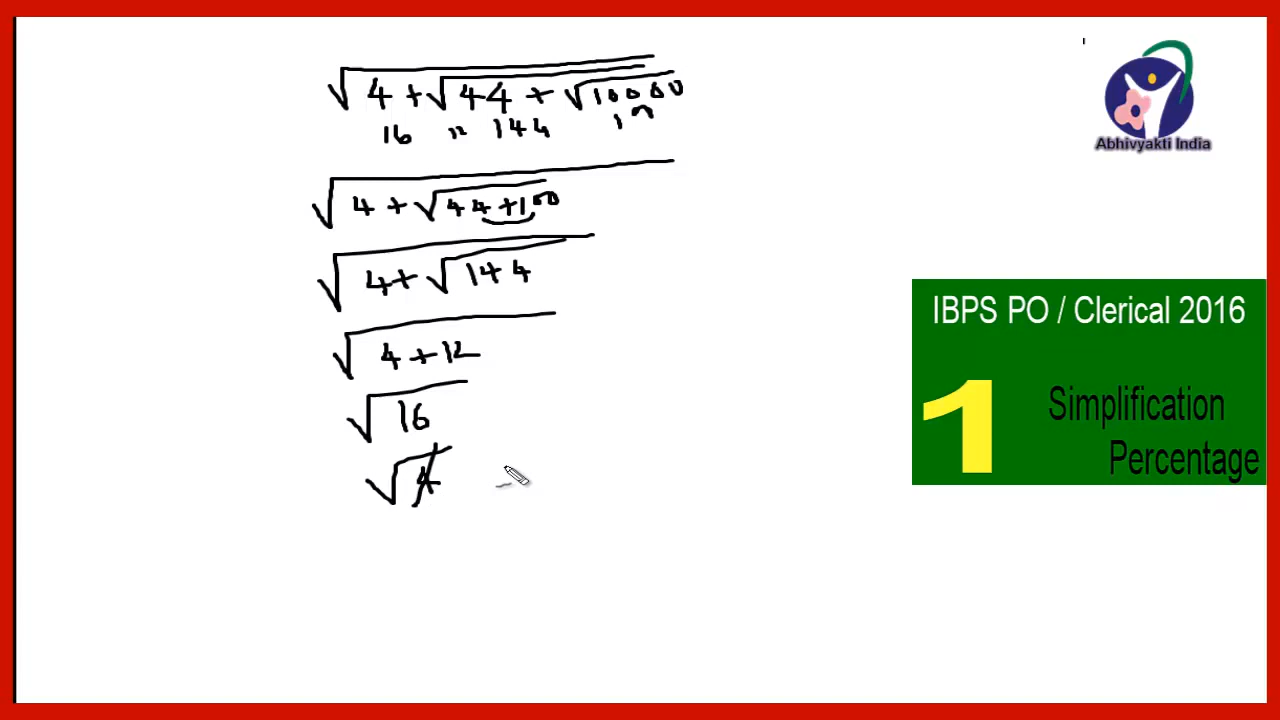 √4 + √44 + √10000
16 12 144 100
√4 + √44 + 100
√4 + √144
√4 + 12
√16
√4
Abhivyakti India
IBPS PO / Clerical 2016
1
Simplification
Percentage